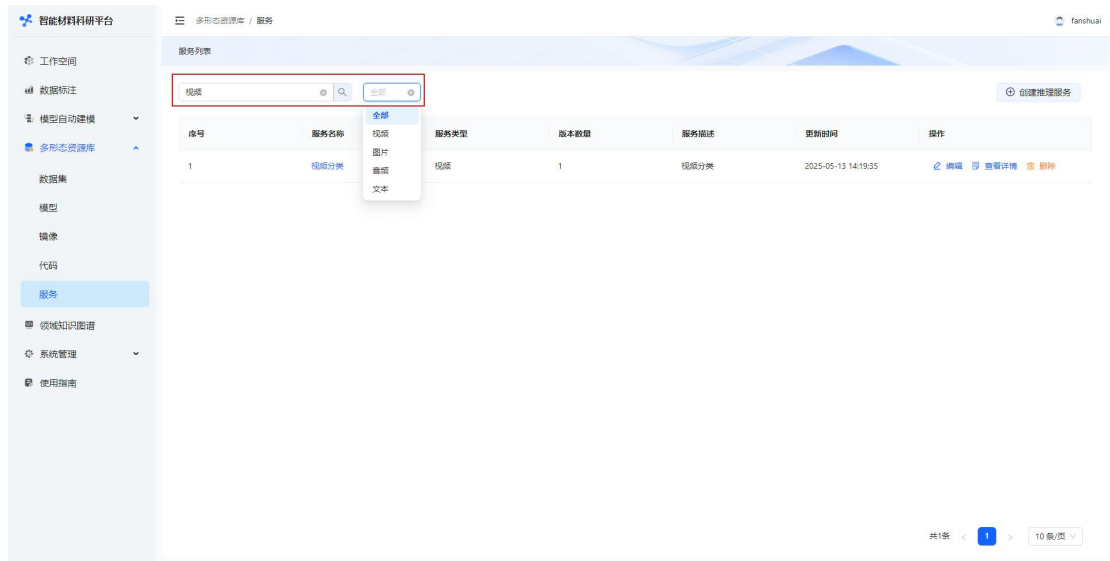 智能材料科研平台
多形态资源库 / 服务
fanshuai
工作空间
数据标注
模型自动建模
多形态资源库
数据集
模型
镜像
代码
服务
领域知识图谱
系统管理
使用指南
服务列表
视频 全部
创建推理服务
全部
视频
图片
音频
文本
序号 服务名称 服务类型 版本数量 服务描述 更新时间 操作
1 视频分类 视频 1 视频分类 2025-05-13 14:19:35 编辑 查看详情 删除
共1条 < 1 > 10 条/页